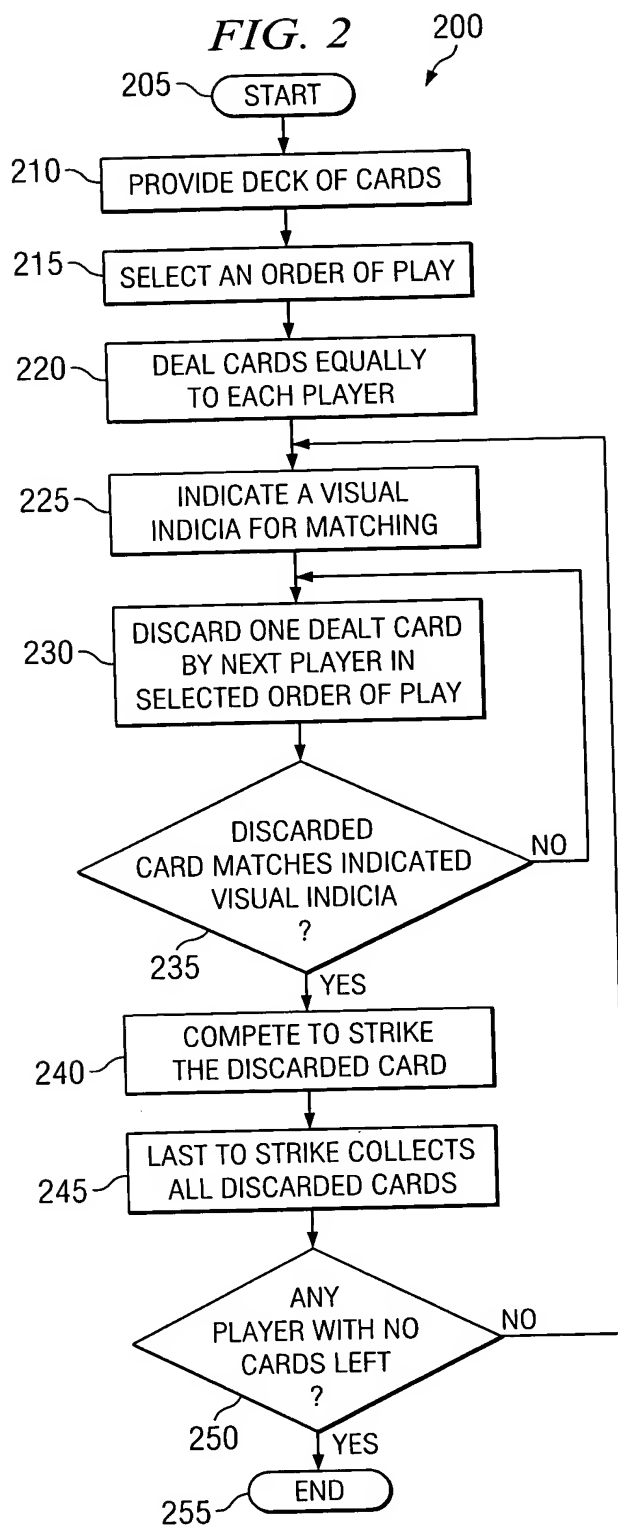 FIG. 2
200
205
START
210
PROVIDE DECK OF CARDS
215
SELECT AN ORDER OF PLAY
220
DEAL CARDS EQUALLY
TO EACH PLAYER
225
INDICATE A VISUAL
INDICIA FOR MATCHING
230
DISCARD ONE DEALT CARD
BY NEXT PLAYER IN
SELECTED ORDER OF PLAY
DISCARDED
CARD MATCHES INDICATED
VISUAL INDICIA
?
NO
235
YES
240
COMPETE TO STRIKE
THE DISCARDED CARD
245
LAST TO STRIKE COLLECTS
ALL DISCARDED CARDS
ANY
PLAYER WITH NO
CARDS LEFT
?
NO
250
YES
255
END